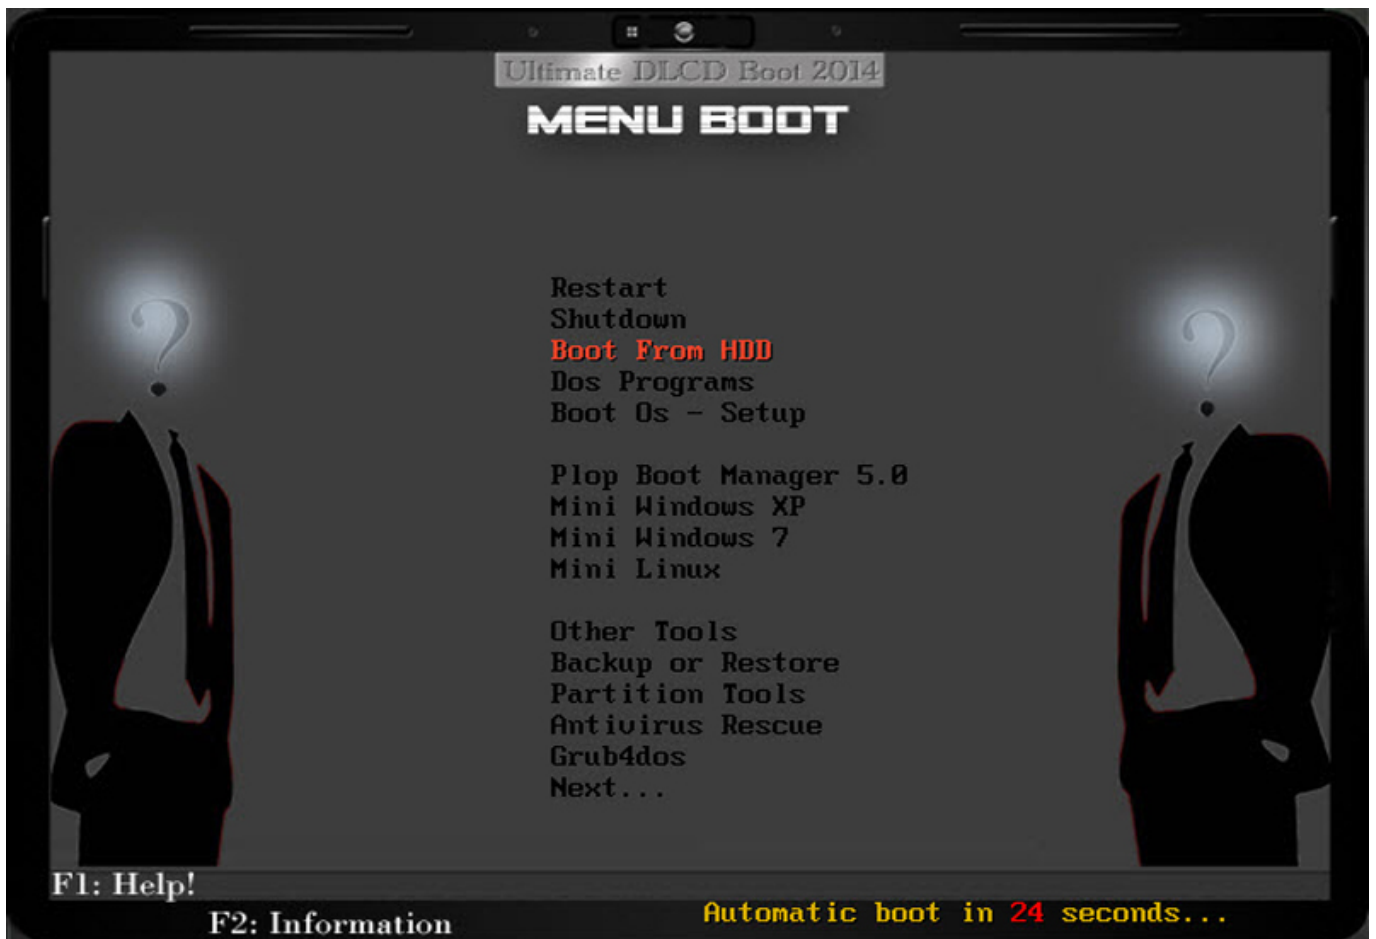 Ultimate DLCD Boot 2014
MENU BOOT
Restart
Shutdown
Boot From HDD
Dos Programs
Boot Os - Setup
Plop Boot Manager 5.0
Mini Windows XP
Mini Windows 7
Mini Linux
Other Tools
Backup or Restore
Partition Tools
Antivirus Rescue
Grub4dos
Next...
F1: Help!
F2: Information
Automatic boot in 24 seconds...